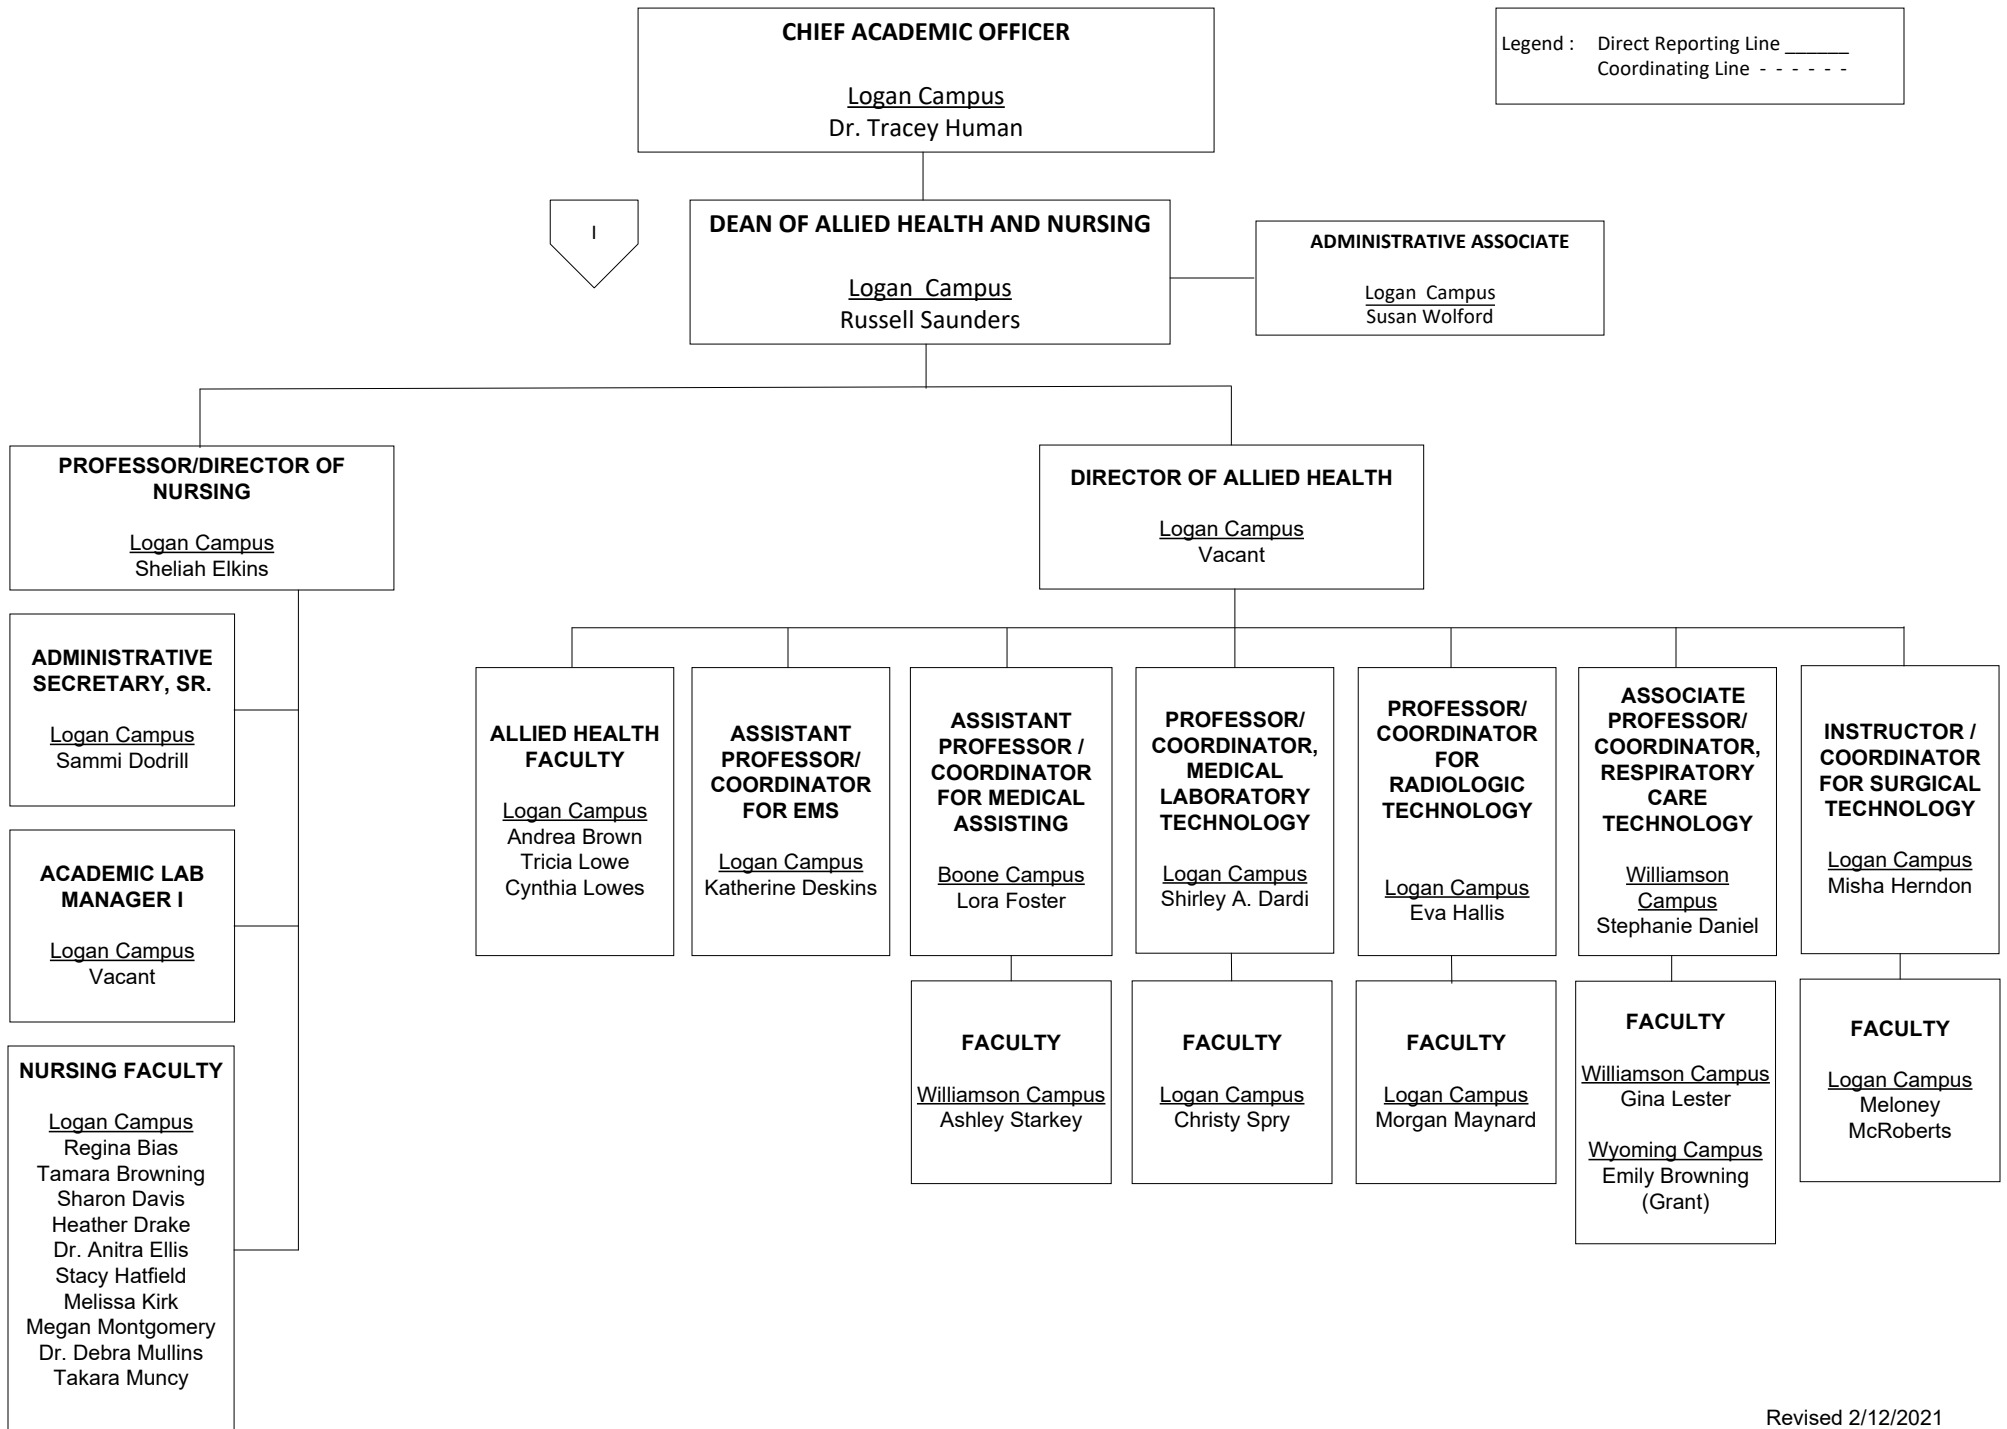 CHIEF ACADEMIC OFFICER
Logan Campus
Dr. Tracey Human
Legend : Direct Reporting Line ______
Coordinating Line - - - - - -
I
DEAN OF ALLIED HEALTH AND NURSING
Logan Campus
Russell Saunders
ADMINISTRATIVE ASSOCIATE
Logan Campus
Susan Wolford
PROFESSOR/DIRECTOR OF
NURSING
Logan Campus
Sheliah Elkins
DIRECTOR OF ALLIED HEALTH
Logan Campus
Vacant
ADMINISTRATIVE
SECRETARY, SR.
Logan Campus
Sammi Dodrill
ACADEMIC LAB
MANAGER I
Logan Campus
Vacant
NURSING FACULTY
Logan Campus
Regina Bias
Tamara Browning
Sharon Davis
Heather Drake
Dr. Anitra Ellis
Stacy Hatfield
Melissa Kirk
Megan Montgomery
Dr. Debra Mullins
Takara Muncy
ALLIED HEALTH
FACULTY
Logan Campus
Andrea Brown
Tricia Lowe
Cynthia Lowes
ASSISTANT
PROFESSOR/
COORDINATOR
FOR EMS
Logan Campus
Katherine Deskins
ASSISTANT
PROFESSOR /
COORDINATOR
FOR MEDICAL
ASSISTING
Boone Campus
Lora Foster
PROFESSOR/
COORDINATOR,
MEDICAL
LABORATORY
TECHNOLOGY
Logan Campus
Shirley A. Dardi
PROFESSOR/
COORDINATOR
FOR
RADIOLOGIC
TECHNOLOGY
Logan Campus
Eva Hallis
ASSOCIATE
PROFESSOR/
COORDINATOR,
RESPIRATORY
CARE
TECHNOLOGY
Williamson
Campus
Stephanie Daniel
INSTRUCTOR /
COORDINATOR
FOR SURGICAL
TECHNOLOGY
Logan Campus
Misha Herndon
FACULTY
Williamson Campus
Ashley Starkey
FACULTY
Logan Campus
Christy Spry
FACULTY
Logan Campus
Morgan Maynard
FACULTY
Williamson Campus
Gina Lester
Wyoming Campus
Emily Browning
(Grant)
FACULTY
Logan Campus
Meloney
McRoberts
Revised 2/12/2021